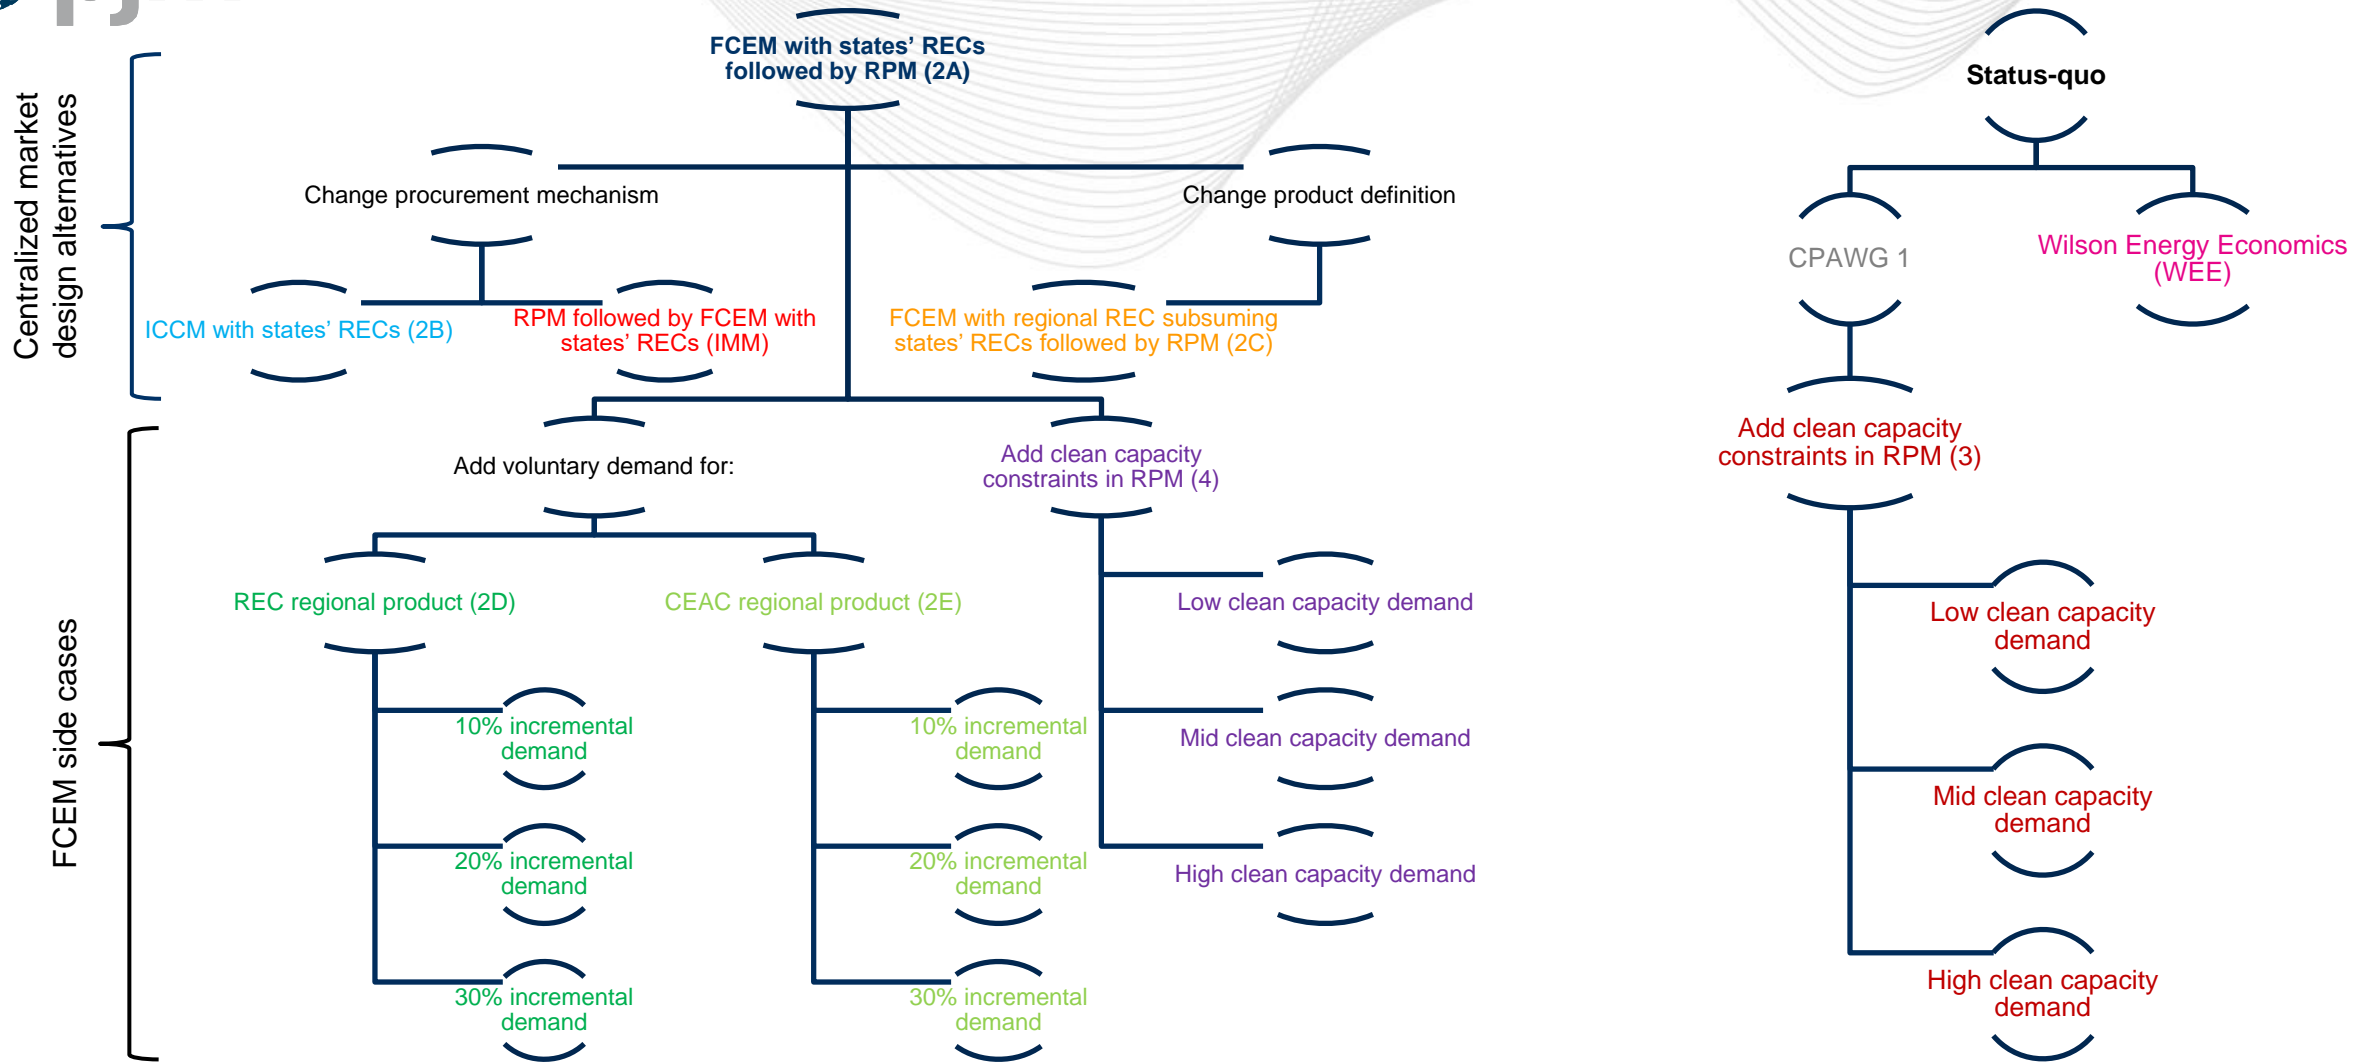 pj
FCEM with states’ RECs
followed by RPM (2A)
Status-quo
Centralized market
design alternatives
Change procurement mechanism
Change product definition
CPAWG 1
Wilson Energy Economics
(WEE)
ICCM with states’ RECs (2B)
RPM followed by FCEM with
states’ RECs (IMM)
FCEM with regional REC subsuming
states’ RECs followed by RPM (2C)
FCEM side cases
Add voluntary demand for:
Add clean capacity
constraints in RPM (4)
Add clean capacity
constraints in RPM (3)
REC regional product (2D)
CEAC regional product (2E)
Low clean capacity demand
Low clean capacity
demand
10% incremental
demand
10% incremental
demand
Mid clean capacity demand
Mid clean capacity
demand
20% incremental
demand
20% incremental
demand
High clean capacity demand
High clean capacity
demand
30% incremental
demand
30% incremental
demand